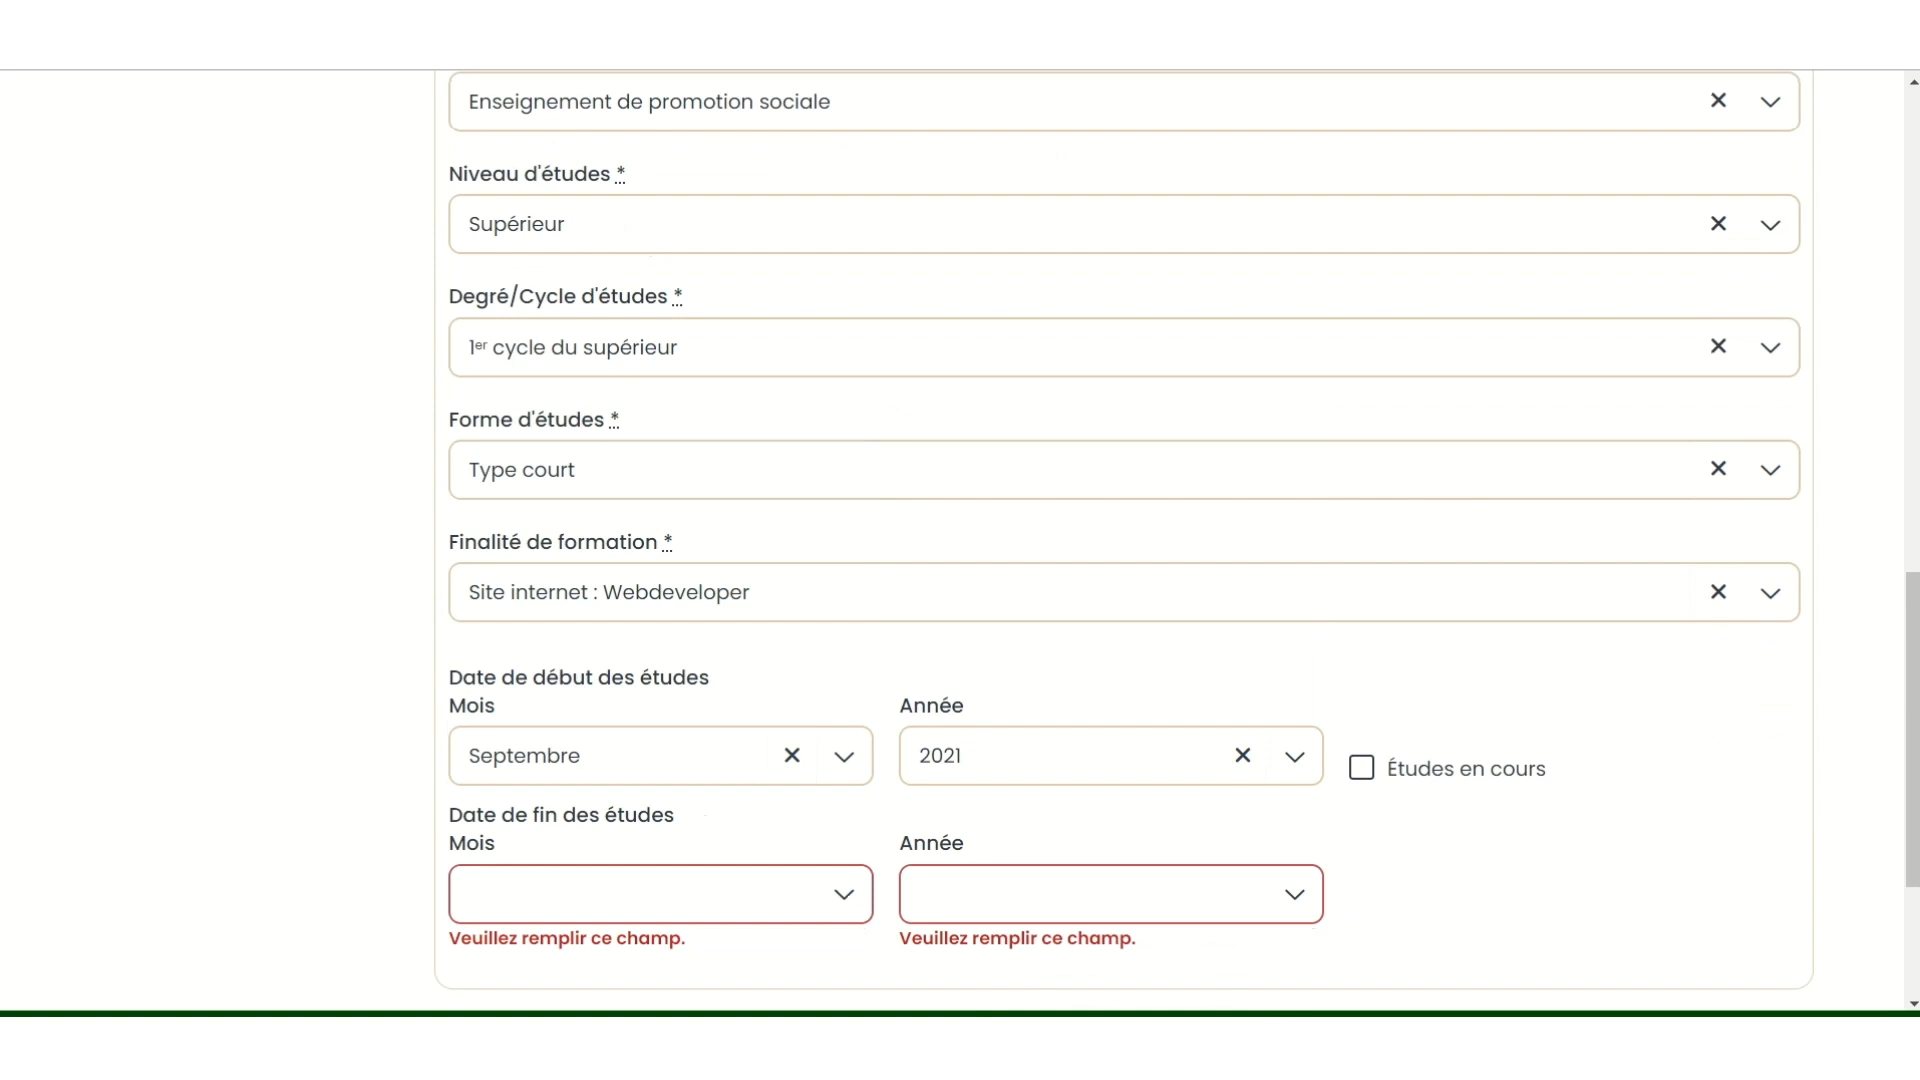 Enseignement de promotion sociale
Niveau d'études *
Supérieur
Degré/Cycle d'études *
1er cycle du supérieur
Forme d'études *
Type court
Finalité de formation *
Site internet : Webdeveloper
Date de début des études
Mois
Année
Septembre
2021
Études en cours
Date de fin des études
Mois
Année
Veuillez remplir ce champ.
Veuillez remplir ce champ.